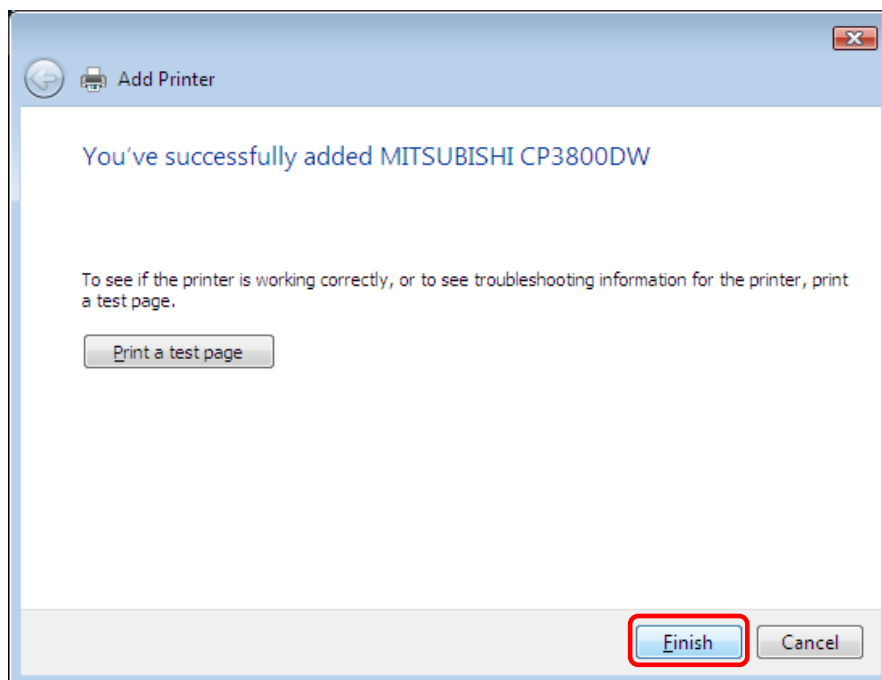 Add Printer
You've successfully added MITSUBISHI CP3800DW
To see if the printer is working correctly, or to see troubleshooting information for the printer, print
a test page.
Print a test page
Finish Cancel